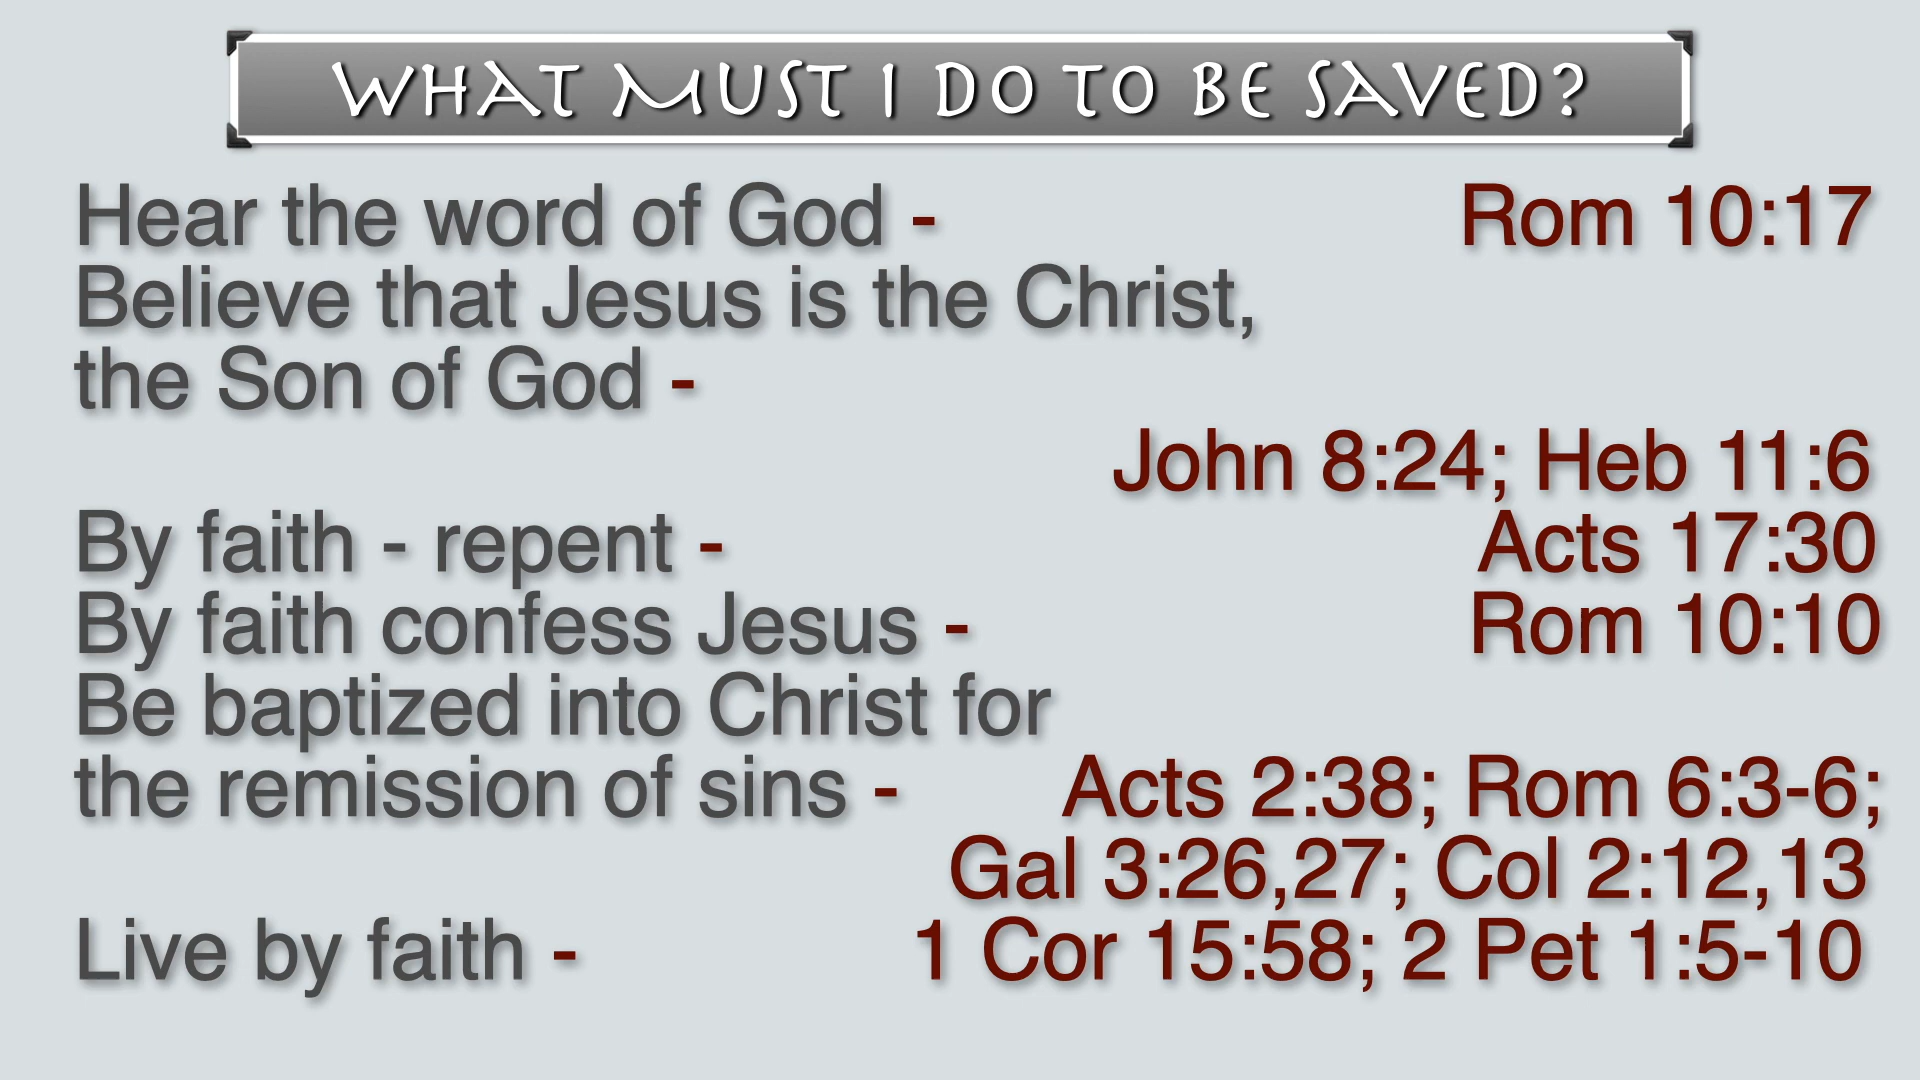 WHAT MUST I DO TO BE SAVED?
Hear the word of God - Rom 10:17
Believe that Jesus is the Christ,
the Son of God -
John 8:24; Heb 11:6
By faith - repent - Acts 17:30
By faith confess Jesus - Rom 10:10
Be baptized into Christ for
the remission of sins - Acts 2:38; Rom 6:3-6;
Gal 3:26,27; Col 2:12,13
Live by faith - 1 Cor 15:58; 2 Pet 1:5-10